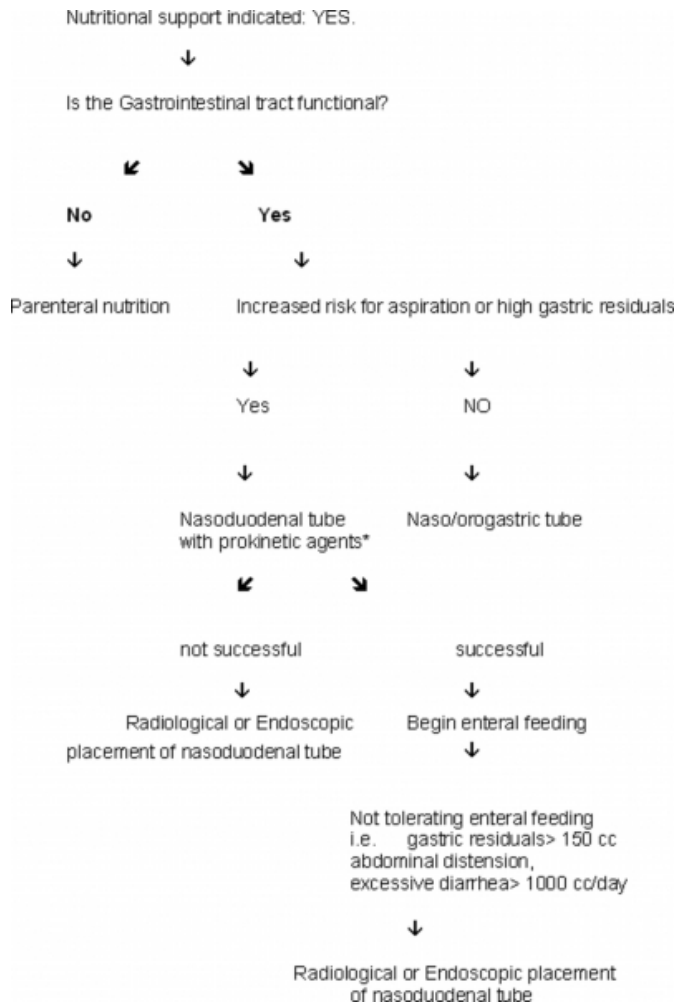 Nutritional support indicated: YES.
Is the Gastrointestinal tract functional?
No Yes
Parenteral nutrition Increased risk for aspiration or high gastric residuals
Yes NO
Nasoduodenal tube Naso/orogastric tube
with prokinetic agents*
not successful successful
Radiological or Endoscopic Begin enteral feeding
placement of nasoduodenal tube
Not tolerating enteral feeding
i.e. gastric residuals> 150 cc
abdominal distension,
excessive diarrhea> 1000 cc/day
Radiological or Endoscopic placement
of nasoduodenal tube